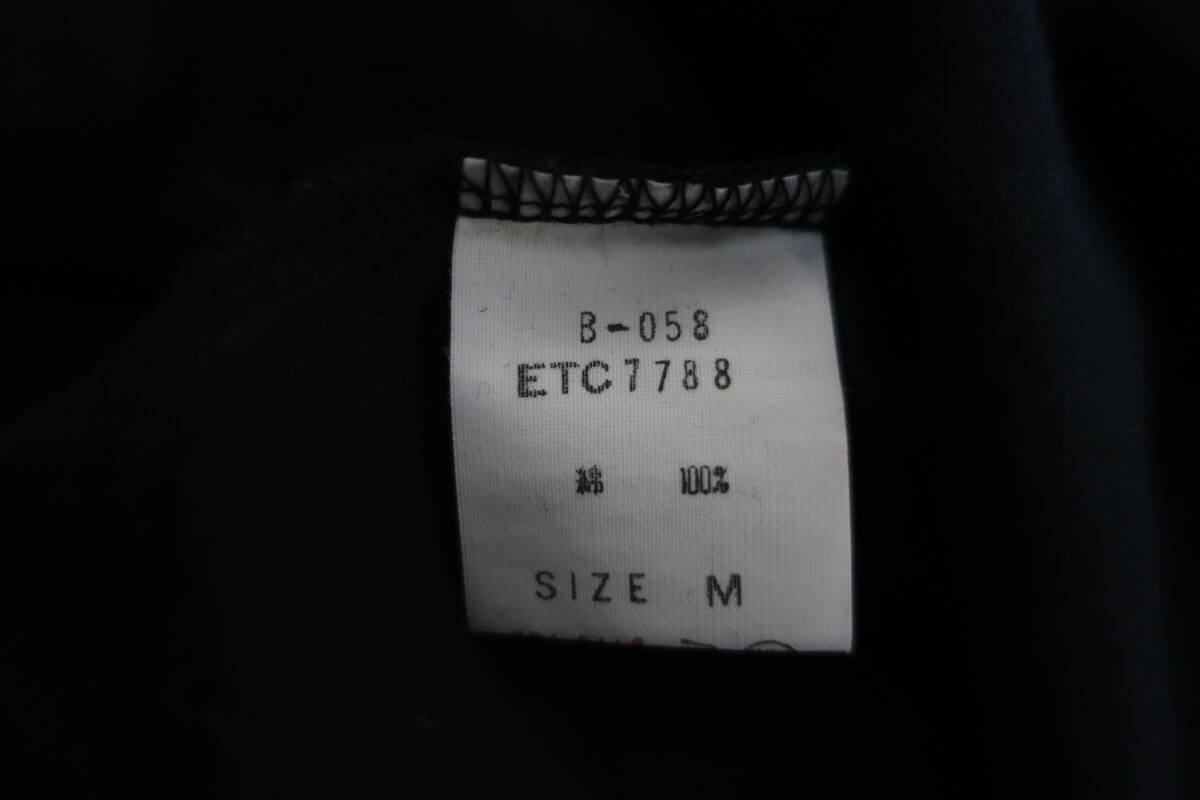 B-058
ETC7788
綿 100%
SIZE M